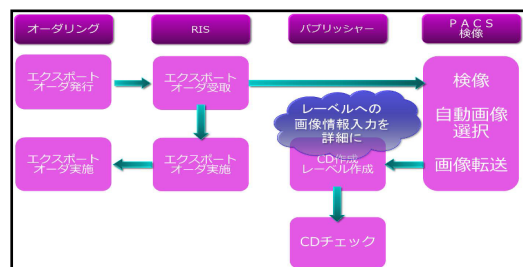 オーダリング
RIS
パブリッシャー
PACS
検像
エクスポート
オーダ発行
エクスポート
オーダ受取
レーベルへの
画像情報入力を
詳細に
検像
自動画像
選択
画像転送
エクスポート
オーダ実施
エクスポート
オーダ実施
CD作成
レーベル作成
CDチェック